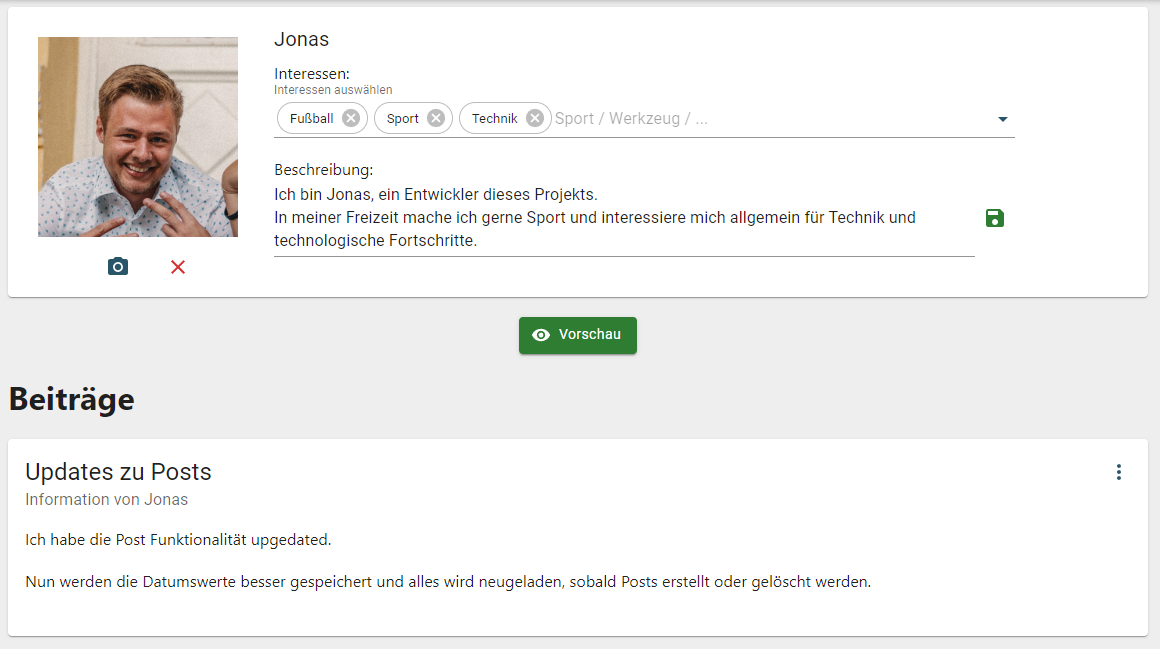 Jonas
Interessen:
Interessen auswählen
Fußball Sport Technik Sport / Werkzeug / ...
Beschreibung:
Ich bin Jonas, ein Entwickler dieses Projekts.
In meiner Freizeit mache ich gerne Sport und interessiere mich allgemein für Technik und
technologische Fortschritte.
Vorschau
Beiträge
Updates zu Posts
Information von Jonas
Ich habe die Post Funktionalität upgedated.
Nun werden die Datumswerte besser gespeichert und alles wird neugeladen, sobald Posts erstellt oder gelöscht werden.